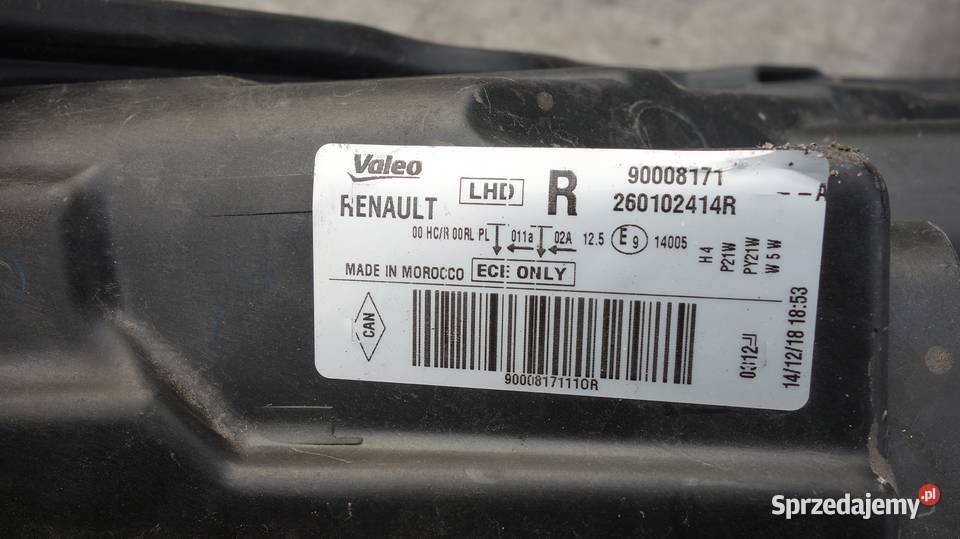 Valeo
RENAULT
LHD
R
90008171
260102414R
--A
00 HC/R 00RL PL 011a 02A 12.5 E9 14005
H4
P21W
PY21W
W5W
MADE IN MOROCCO
ECE ONLY
CAN
90008171110R
14/12/18 18:53
Sprzedajemy.pl